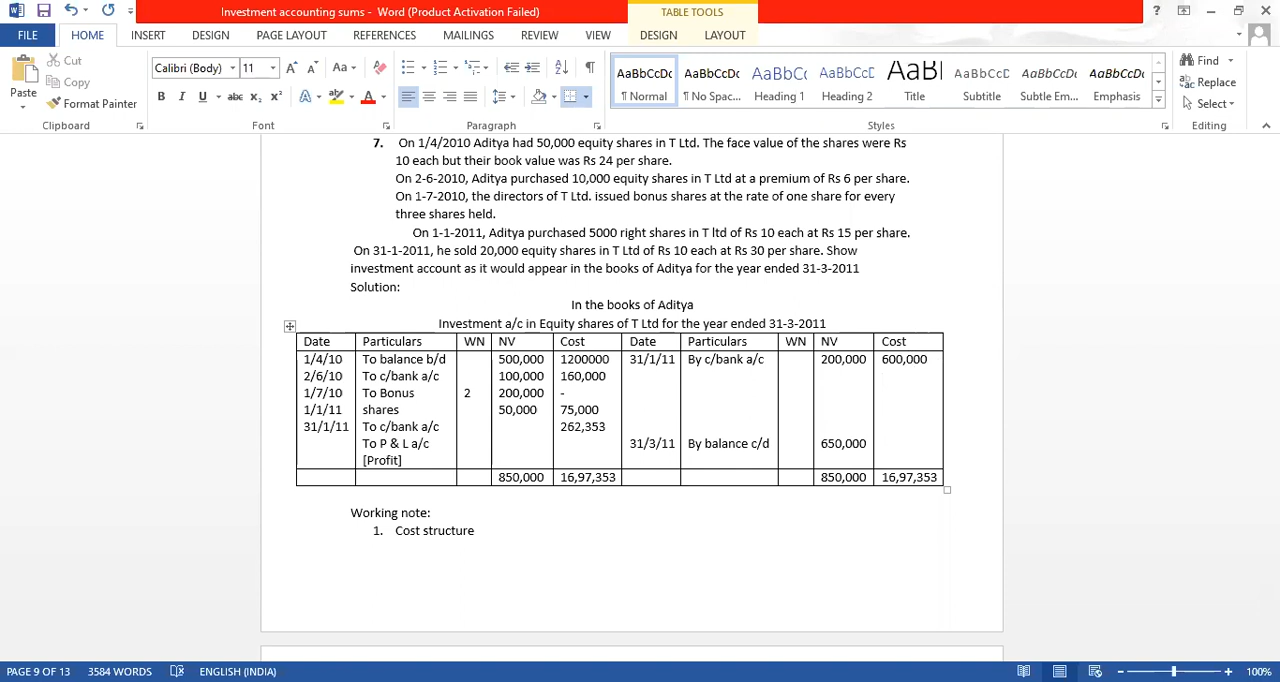 Investment accounting sums - Word (Product Activation Failed)
TABLE TOOLS
?
FILE HOME INSERT DESIGN PAGE LAYOUT REFERENCES MAILINGS REVIEW VIEW DESIGN LAYOUT
Paste
Cut
Copy
Format Painter
Clipboard
Calibri (Body) 11
Aa
B I U abc X₂ X²
A
Font
Paragraph
AaBbCcDc AaBbCcDc AaBbCc AaBbCcD AaBl AaBbCcD AaBbCcDc AaBbCcDc
¶ Normal ¶ No Spac... Heading 1 Heading 2 Title Subtitle Subtle Em... Emphasis
Styles
Find
Replace
Select
Editing
7. On 1/4/2010 Aditya had 50,000 equity shares in T Ltd. The face value of the shares were Rs
10 each but their book value was Rs 24 per share.
On 2-6-2010, Aditya purchased 10,000 equity shares in T Ltd at a premium of Rs 6 per share.
On 1-7-2010, the directors of T Ltd. issued bonus shares at the rate of one share for every
three shares held.
On 1-1-2011, Aditya purchased 5000 right shares in T ltd of Rs 10 each at Rs 15 per share.
On 31-1-2011, he sold 20,000 equity shares in T Ltd of Rs 10 each at Rs 30 per share. Show
investment account as it would appear in the books of Aditya for the year ended 31-3-2011
Solution:
In the books of Aditya
Investment a/c in Equity shares of T Ltd for the year ended 31-3-2011
Date Particulars WN NV Cost Date Particulars WN NV Cost
1/4/10 To balance b/d 500,000 1200000 31/1/11 By c/bank a/c 200,000 600,000
2/6/10 To c/bank a/c 100,000 160,000
1/7/10 To Bonus 2 200,000 -
1/1/11 shares 50,000 75,000
31/1/11 To c/bank a/c 262,353
To P & L a/c 31/3/11 By balance c/d 650,000
[Profit]
850,000 16,97,353 850,000 16,97,353
Working note:
1. Cost structure
PAGE 9 OF 13 3584 WORDS ENGLISH (INDIA) 100%